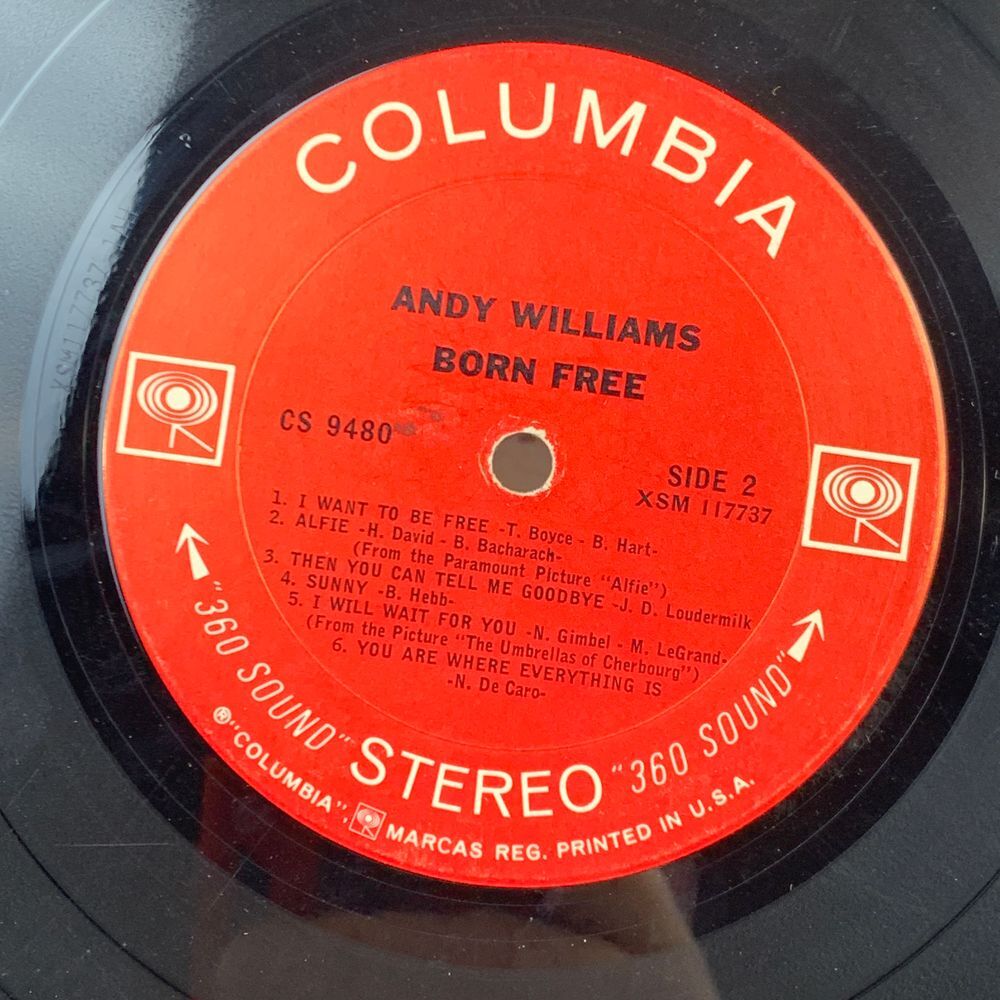 COLUMBIA
ANDY WILLIAMS
BORN FREE
CS 9480
SIDE 2
XSM 117737
1. I WANT TO BE FREE -T. Boyce - B. Hart-
2. ALFIE -H. David - B. Bacharach-
(From the Paramount Picture "Alfie")
3. THEN YOU CAN TELL ME GOODBYE -J. D. Loudermilk
4. SUNNY -B. Hebb-
5. I WILL WAIT FOR YOU -N. Gimbel - M. LeGrand-
(From the Picture "The Umbrellas of Cherbourg")
6. YOU ARE WHERE EVERYTHING IS
-N. De Caro-
"360 SOUND" STEREO "360 SOUND"
®"COLUMBIA", MARCAS REG. PRINTED IN U.S.A.
XSM117737